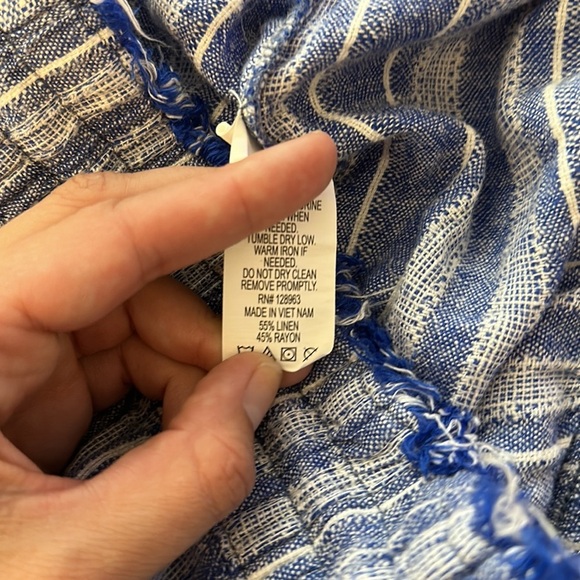 WHEN
NEEDED.
TUMBLE DRY LOW.
WARM IRON IF
NEEDED.
DO NOT DRY CLEAN
REMOVE PROMPTLY.
RN# 128963
MADE IN VIET NAM
55% LINEN
45% RAYON